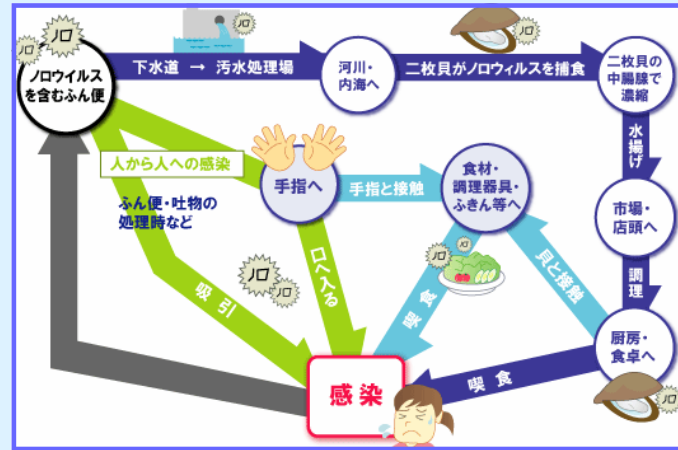 ノロ
ノロ
ノロウイルス
を含むふん便
下水道 → 汚水処理場
河川・
内海へ
ノロ
二枚貝がノロウィルスを捕食
二枚貝の
中腸腺で
濃縮
水揚げ
市場・
店頭へ
調理
厨房・
食卓へ
ノロ
喫食
貝と接触
人から人への感染
ふん便・吐物の
処理時など
手指へ
手指と接触
食材・
調理器具・
ふきん等へ
ノロ
ノロ
喫食
口へ入る
ノロ
ノロ
吸引
感染